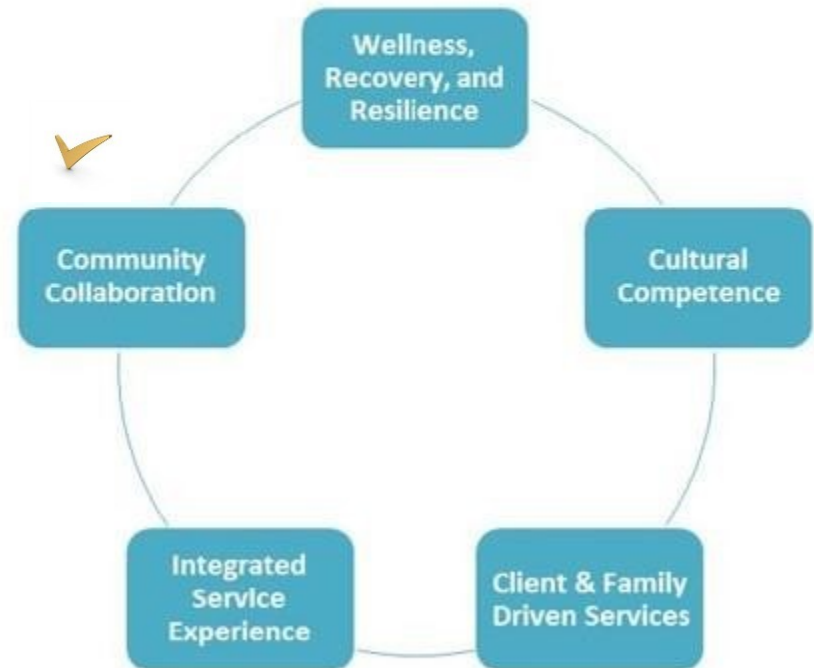 Wellness,
Recovery, and
Resilience
Community
Collaboration
Cultural
Competence
Integrated
Service
Experience
Client & Family
Driven Services